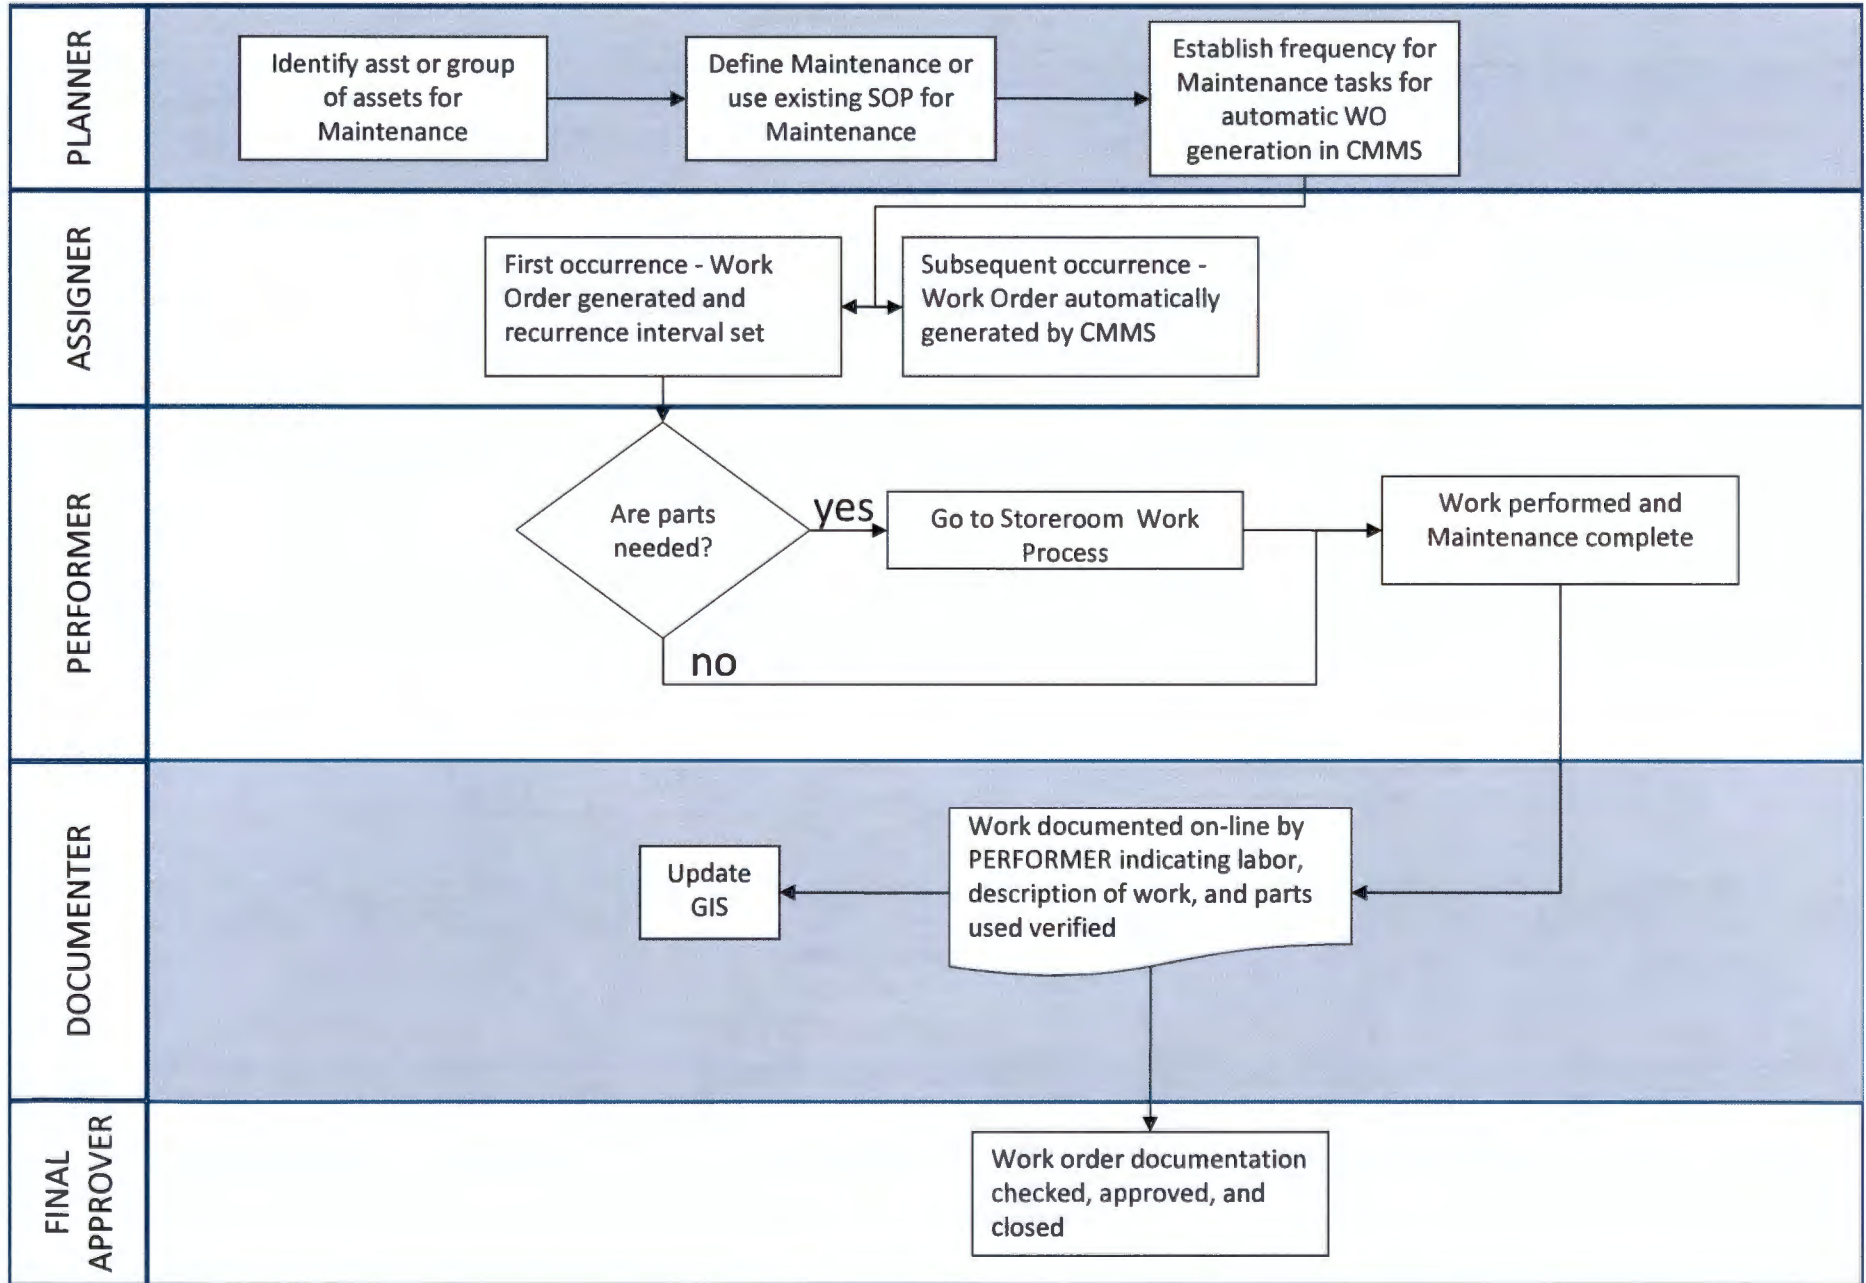 PLANNER
Identify asst or group
of assets for
Maintenance
Define Maintenance or
use existing SOP for
Maintenance
Establish frequency for
Maintenance tasks for
automatic WO
generation in CMMS
ASSIGNER
First occurrence - Work
Order generated and
recurrence interval set
Subsequent occurrence -
Work Order automatically
generated by CMMS
PERFORMER
Are parts
needed?
yes
no
Go to Storeroom Work
Process
Work performed and
Maintenance complete
DOCUMENTER
Update
GIS
Work documented on-line by
PERFORMER indicating labor,
description of work, and parts
used verified
FINAL
APPROVER
Work order documentation
checked, approved, and
closed